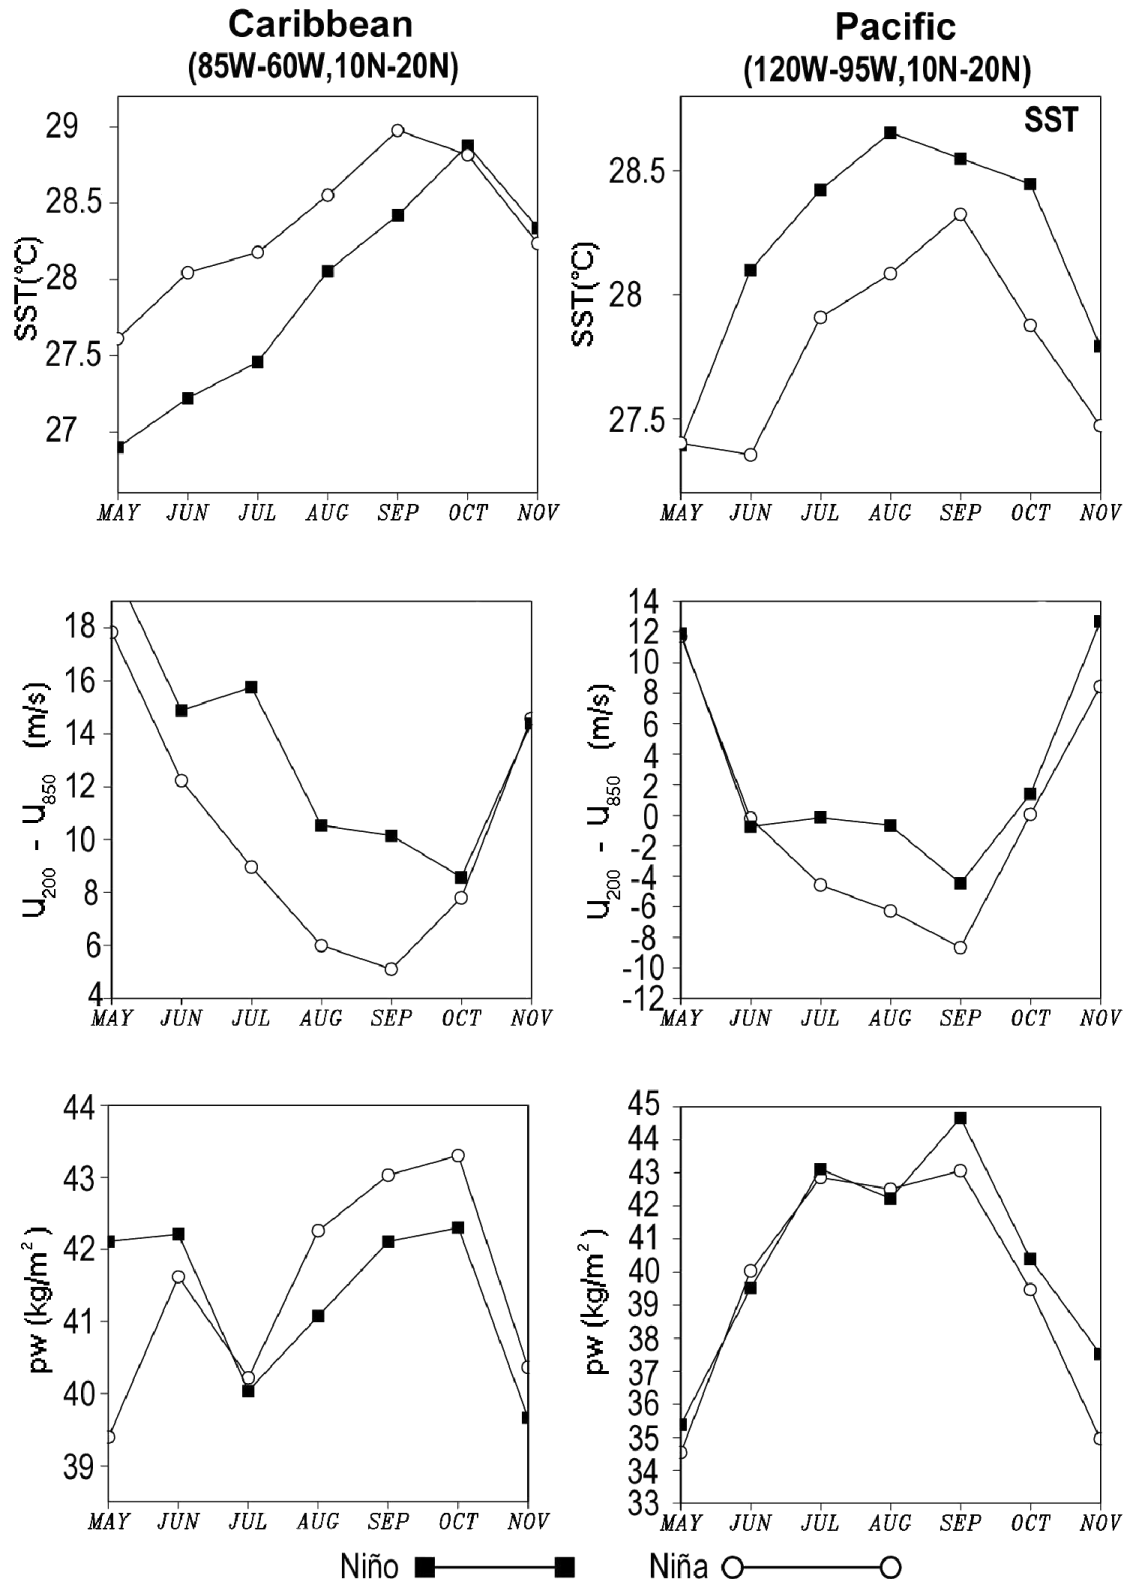 Caribbean
(85W-60W,10N-20N)
Pacific
(120W-95W,10N-20N)
29
28.5
28
27.5
27
SST(°C)
MAY JUN JUL AUG SEP OCT NOV
SST
28.5
28
27.5
SST(°C)
MAY JUN JUL AUG SEP OCT NOV
18
16
14
12
10
8
6
4
u200 - u850 (m/s)
MAY JUN JUL AUG SEP OCT NOV
14
12
10
8
6
4
2
0
-2
-4
-6
-8
-10
-12
u200 - u850 (m/s)
MAY JUN JUL AUG SEP OCT NOV
44
43
42
41
40
39
pw (kg/m²)
MAY JUN JUL AUG SEP OCT NOV
45
44
43
42
41
40
39
38
37
36
35
34
33
pw (kg/m²)
MAY JUN JUL AUG SEP OCT NOV
Niño Niña